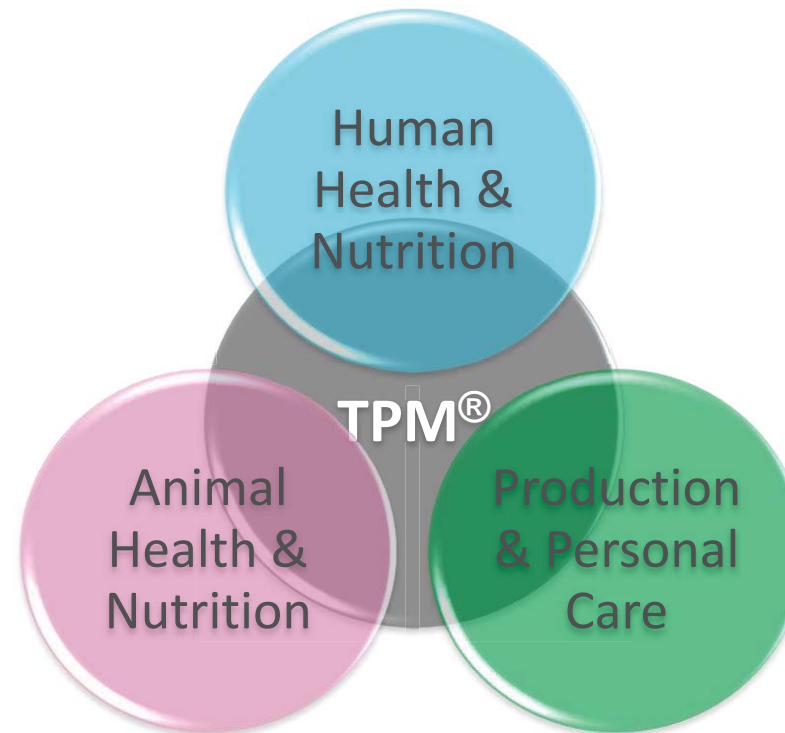 Human
Health &
Nutrition
TPM®
Animal
Health &
Nutrition
Production
& Personal
Care